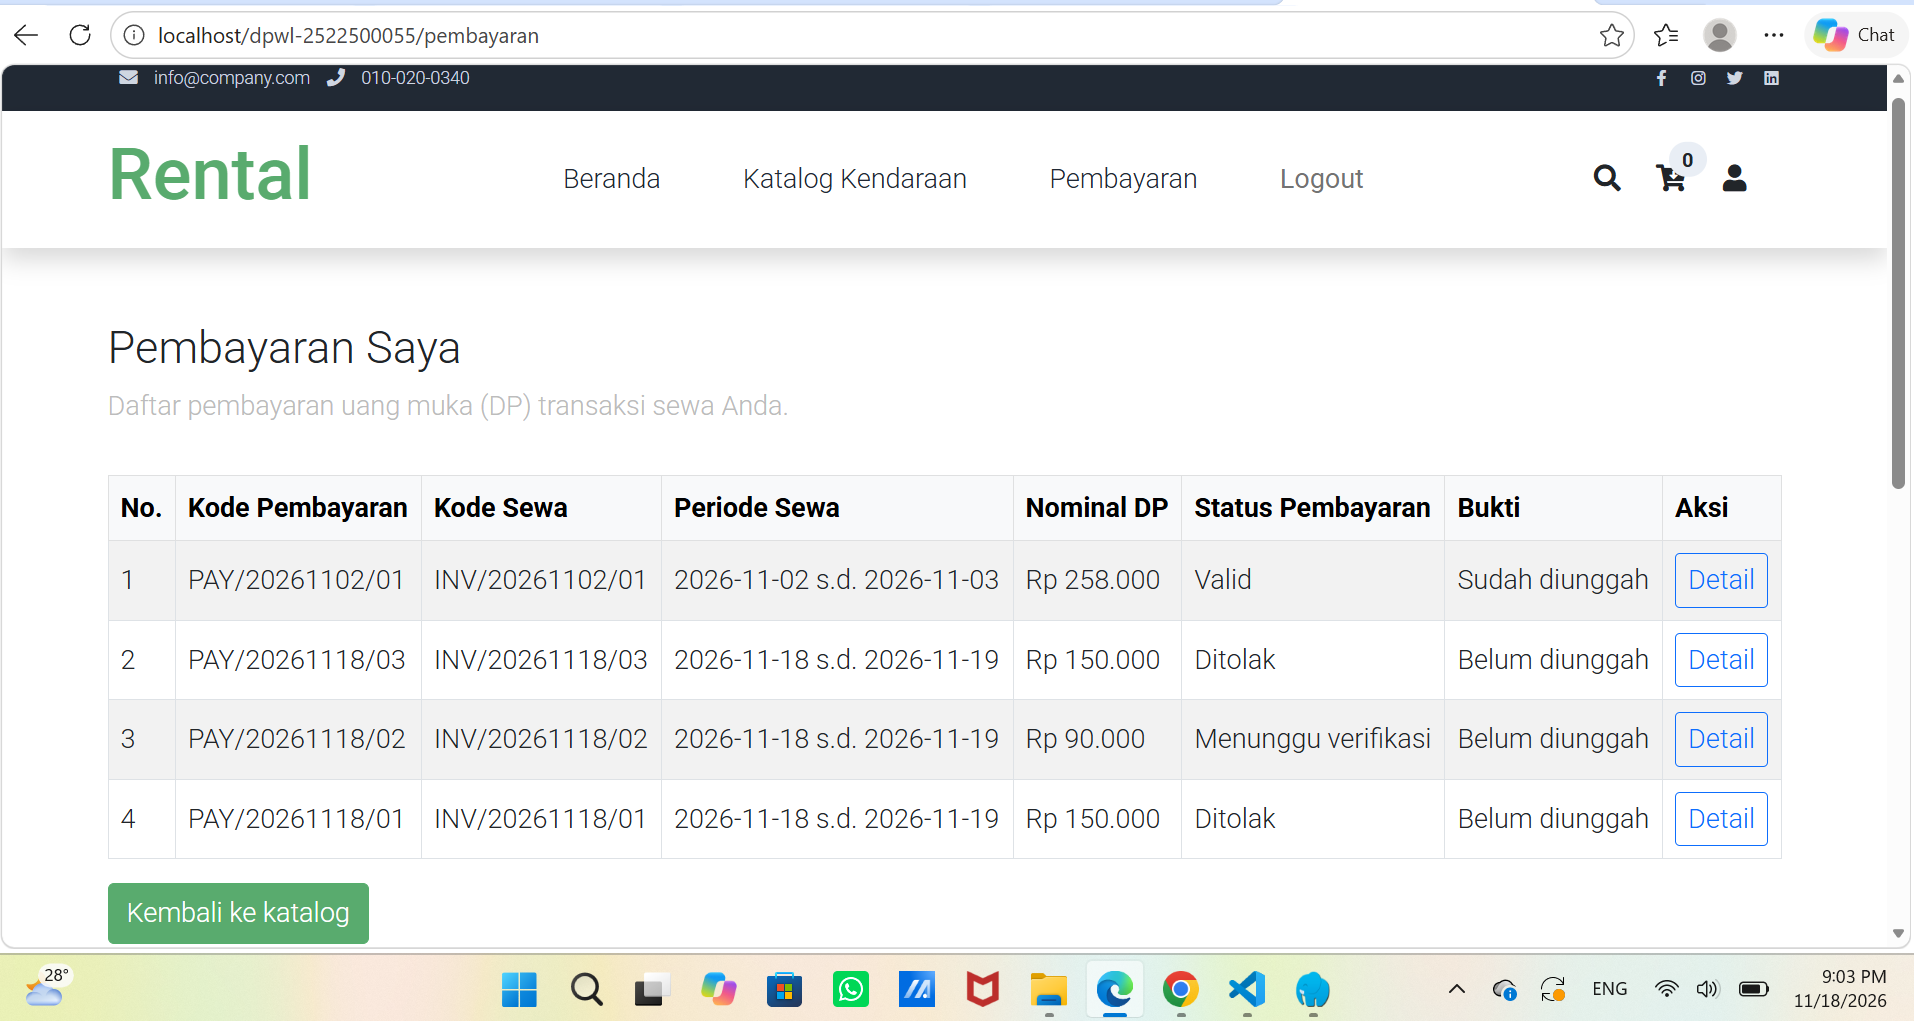 localhost/dpwl-2522500055/pembayaran
Chat
info@company.com 010-020-0340
Rental
Beranda Katalog Kendaraan Pembayaran Logout
0
Pembayaran Saya
Daftar pembayaran uang muka (DP) transaksi sewa Anda.
No. Kode Pembayaran Kode Sewa Periode Sewa Nominal DP Status Pembayaran Bukti Aksi
1 PAY/20261102/01 INV/20261102/01 2026-11-02 s.d. 2026-11-03 Rp 258.000 Valid Sudah diunggah Detail
2 PAY/20261118/03 INV/20261118/03 2026-11-18 s.d. 2026-11-19 Rp 150.000 Ditolak Belum diunggah Detail
3 PAY/20261118/02 INV/20261118/02 2026-11-18 s.d. 2026-11-19 Rp 90.000 Menunggu verifikasi Belum diunggah Detail
4 PAY/20261118/01 INV/20261118/01 2026-11-18 s.d. 2026-11-19 Rp 150.000 Ditolak Belum diunggah Detail
Kembali ke katalog
28°
ENG
9:03 PM
11/18/2026